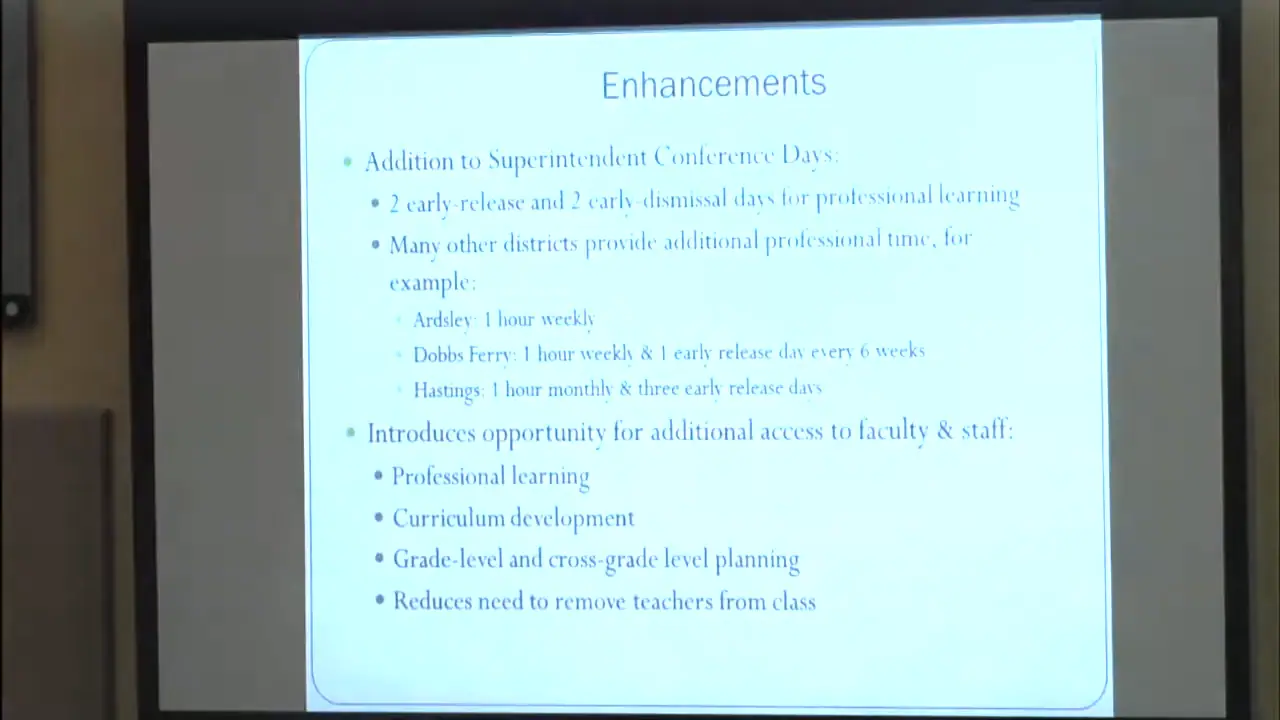 Enhancements
• Addition to Superintendent Conference Days:
• 2 early-release and 2 early-dismissal days for professional learning
• Many other districts provide additional professional time, for
example:
• Ardsley: 1 hour weekly
• Dobbs Ferry: 1 hour weekly & 1 early release day every 6 weeks
• Hastings: 1 hour monthly & three early release days
• Introduces opportunity for additional access to faculty & staff:
• Professional learning
• Curriculum development
• Grade-level and cross-grade level planning
• Reduces need to remove teachers from class